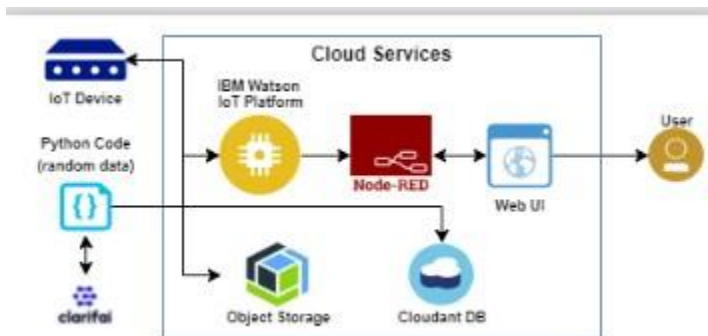 Cloud Services
IoT Device
IBM Watson
IoT Platform
Python Code
(random data)
Node-RED
Web UI
User
clarifai
Object Storage
Cloudant DB